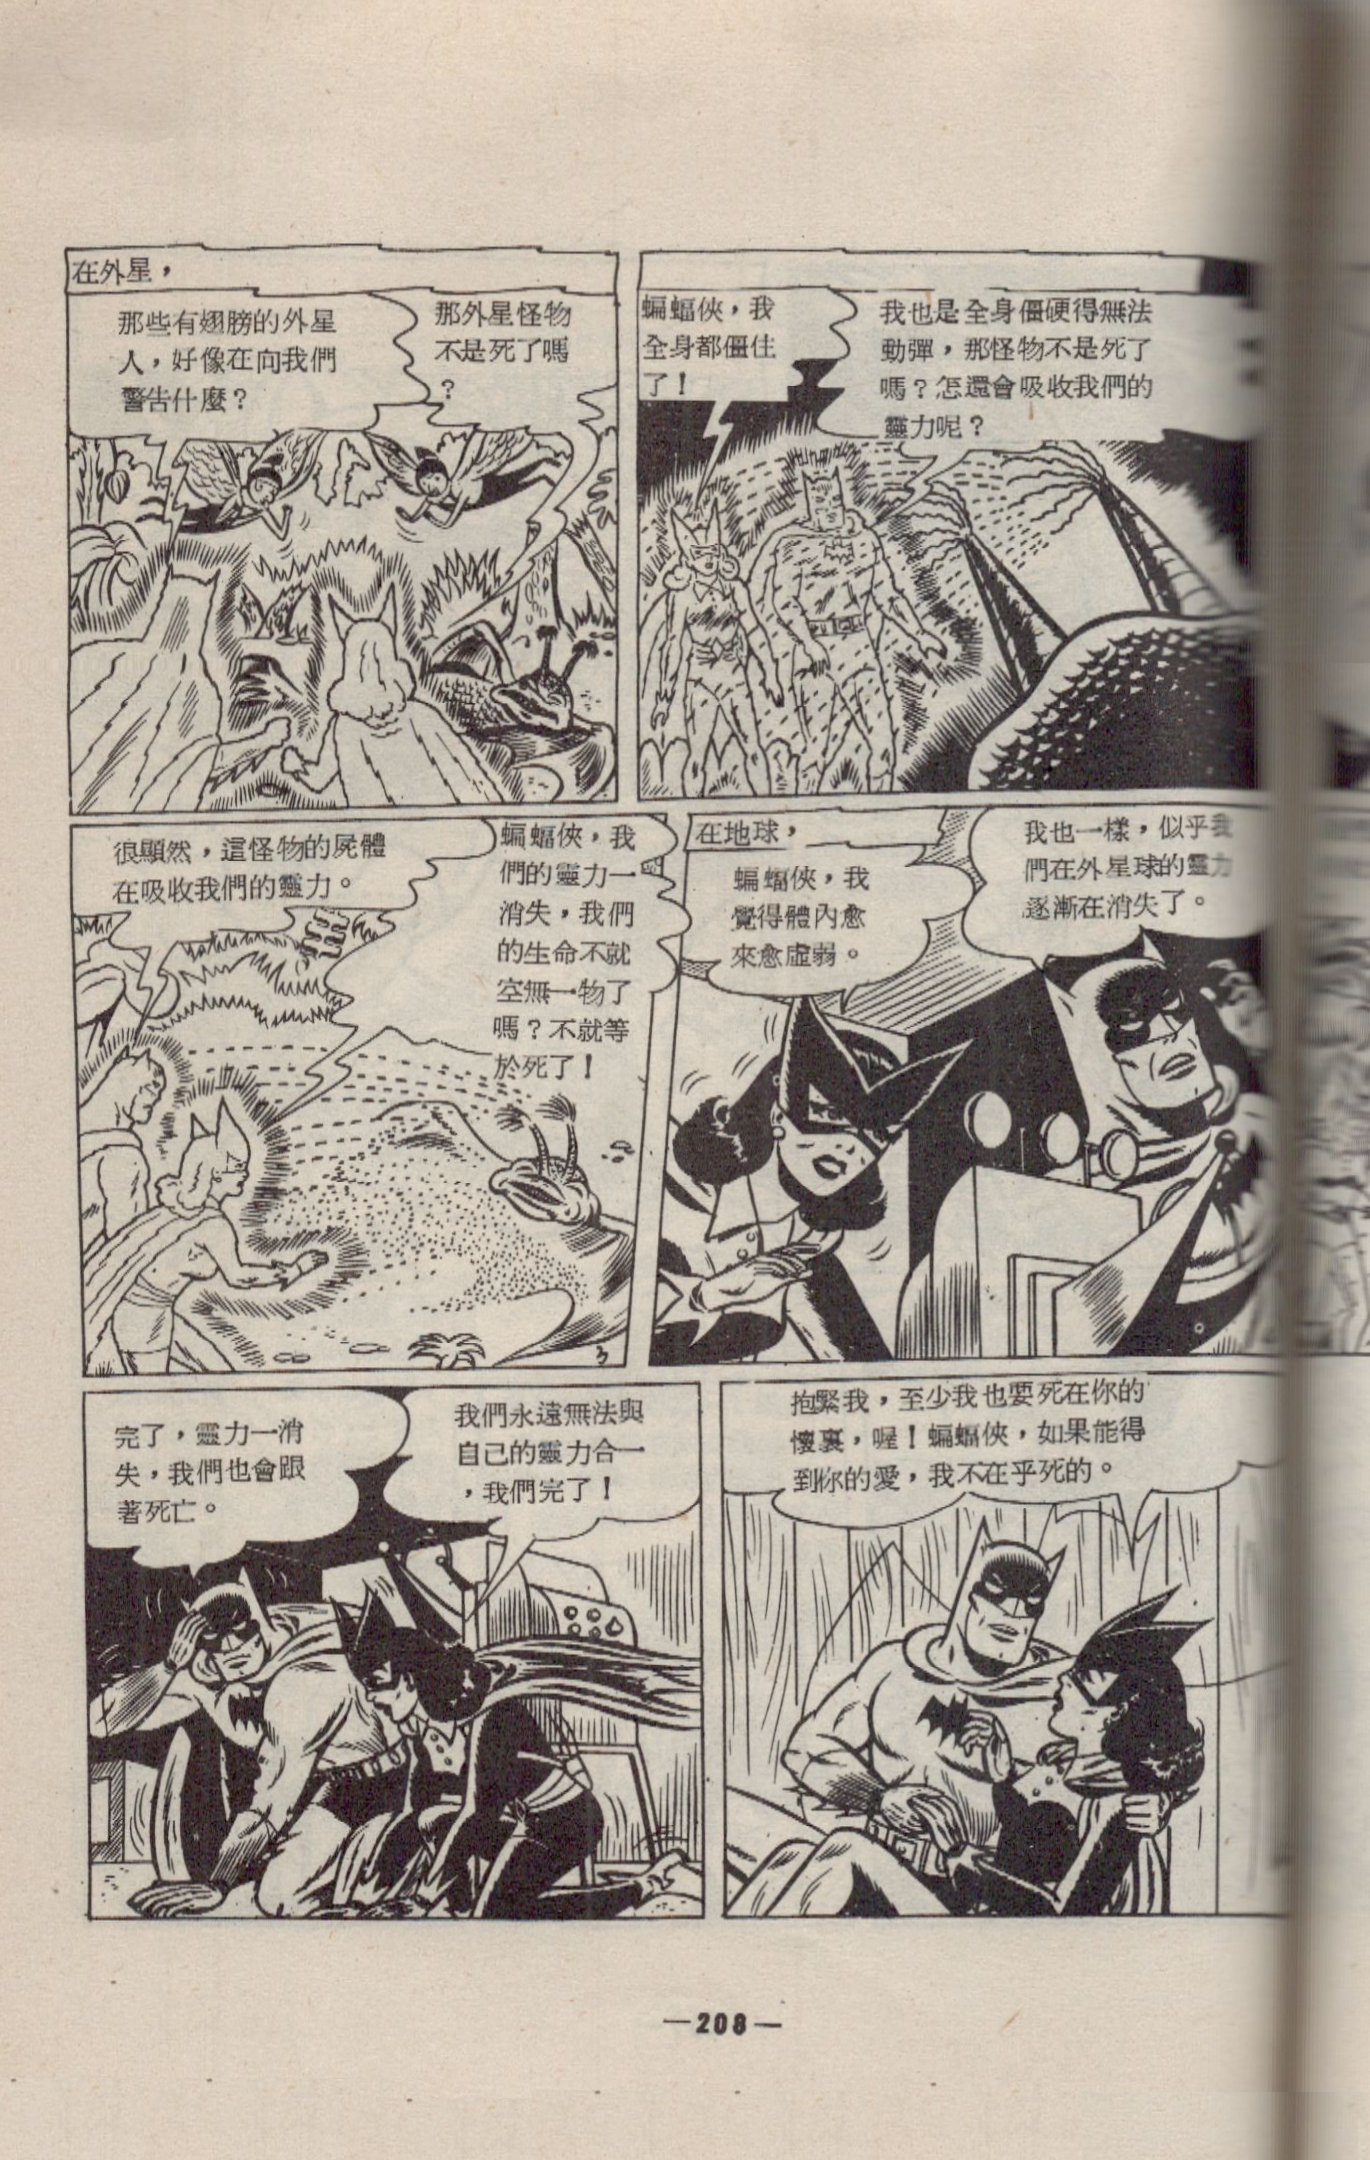 在外星，
那些有翅膀的外星
人，好像在向我們
警告什麼？
那外星怪物
不是死了嗎
？
蝙蝠俠，我
全身都僵住
了！
我也是全身僵硬得無法
動彈，那怪物不是死了
嗎？怎還會吸收我們的
靈力呢？
很顯然，這怪物的屍體
在吸收我們的靈力。
蝙蝠俠，我
們的靈力一
消失，我們
的生命不就
空無一物了
嗎？不就等
於死了！
在地球，
蝙蝠俠，我
覺得體內愈
來愈虛弱。
我也一樣，似乎我
們在外星球的靈力
逐漸在消失了。
完了，靈力一消
失，我們也會跟
著死亡。
我們永遠無法與
自己的靈力合一
，我們完了！
抱緊我，至少我也要死在你的
懷裏，喔！蝙蝠俠，如果能得
到你的愛，我不在乎死的。
3
—208—